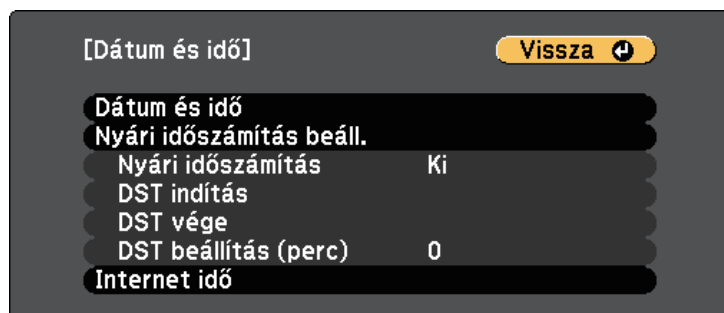 [Dátum és idő] Vissza
Dátum és idő
Nyári időszámítás beáll.
Nyári időszámítás Ki
DST indítás
DST vége
DST beállítás (perc) 0
Internet idő